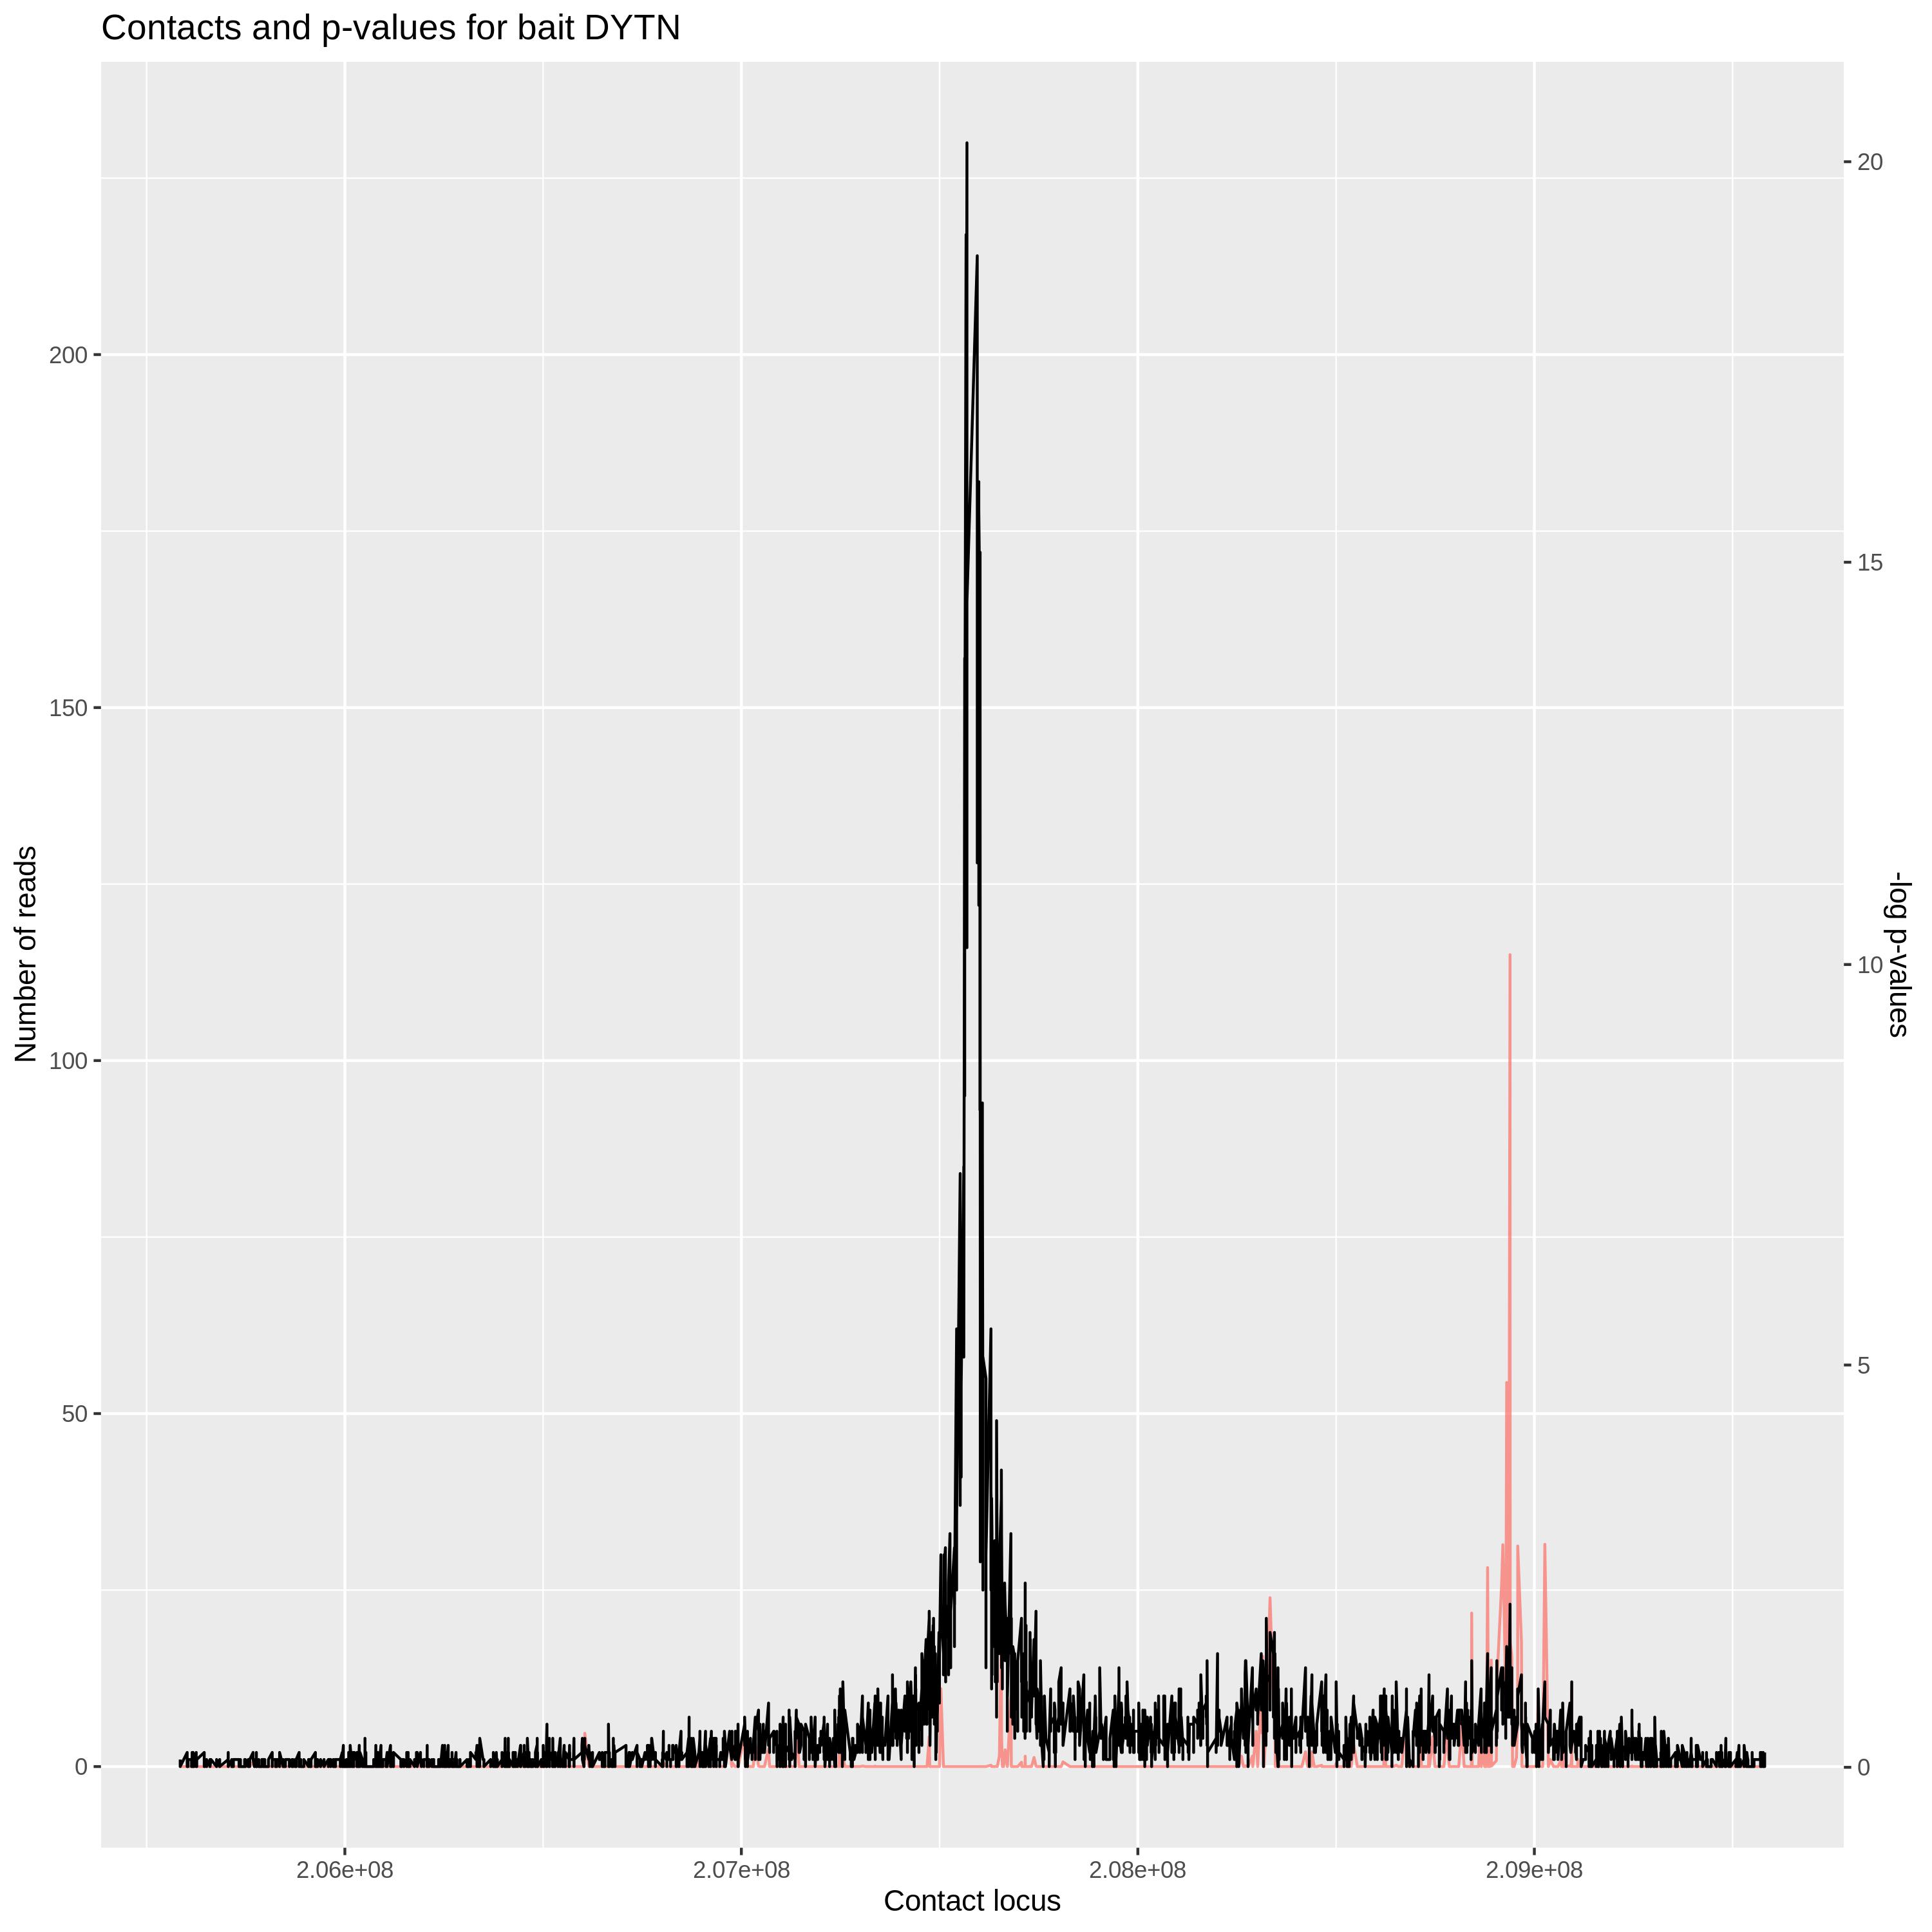 Contacts and p-values for bait DYTN
Number of reads
200
150
100
50
0
20
15
10
5
0
-log p-values
2.06e+08 2.07e+08 2.08e+08 2.09e+08
Contact locus